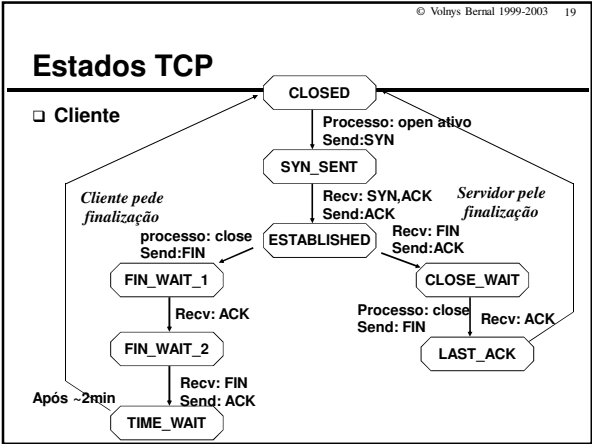 © Volnys Bernal 1999-2003 19
Estados TCP
CLOSED
❑ Cliente
Processo: open ativo
Send:SYN
SYN_SENT
Recv: SYN,ACK
Send:ACK
Cliente pede
finalização
Servidor pele
finalização
ESTABLISHED
processo: close
Send:FIN
Recv: FIN
Send:ACK
FIN_WAIT_1
CLOSE_WAIT
Recv: ACK
Processo: close
Send: FIN
Recv: ACK
FIN_WAIT_2
LAST_ACK
Recv: FIN
Send: ACK
Após ~2min
TIME_WAIT